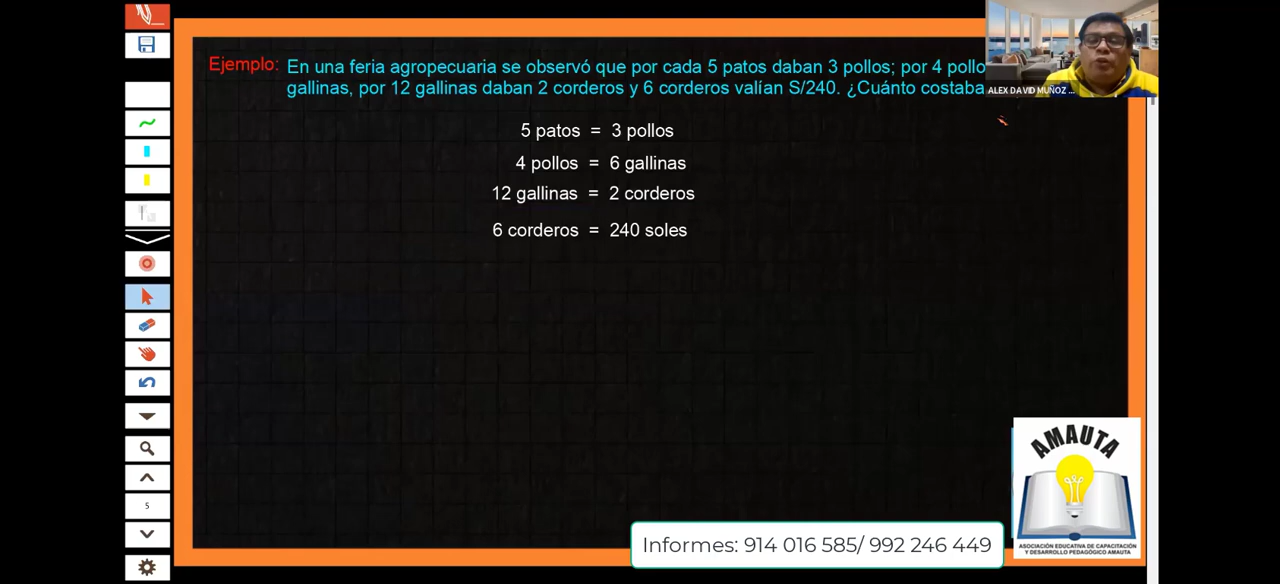 Ejemplo: En una feria agropecuaria se observó que por cada 5 patos daban 3 pollos; por 4 pollo
gallinas, por 12 gallinas daban 2 corderos y 6 corderos valían S/240. ¿Cuánto costaba
ALEX DAVID MUÑOZ ...
5 patos = 3 pollos
4 pollos = 6 gallinas
12 gallinas = 2 corderos
6 corderos = 240 soles
5
AMAUTA
ASOCIACIÓN EDUCATIVA DE CAPACITACIÓN
Y DESARROLLO PEDAGÓGICO AMAUTA
Informes: 914 016 585/ 992 246 449